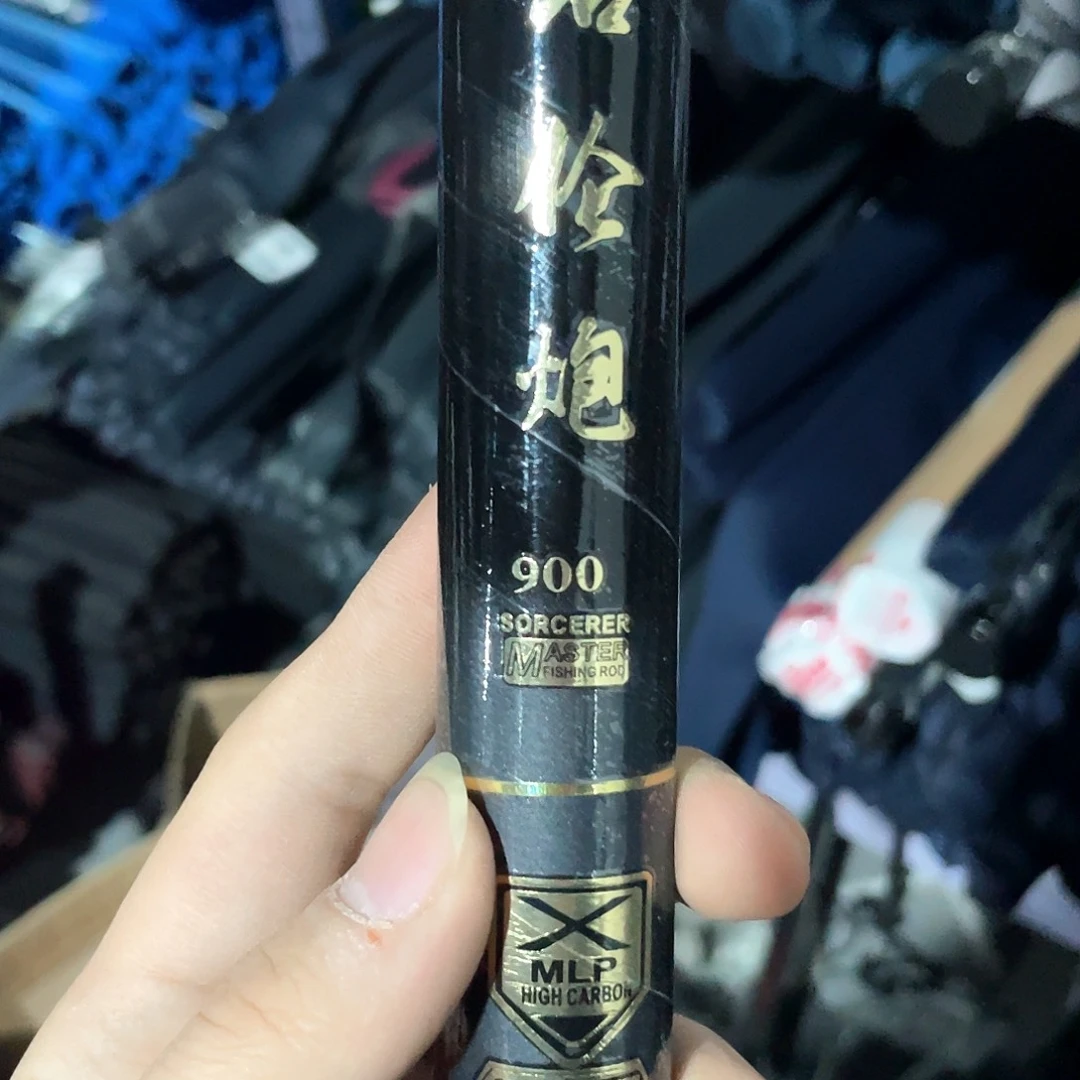 炮
900
SORCERER
MASTER
FISHING ROD
X
MLP
HIGH CARBON